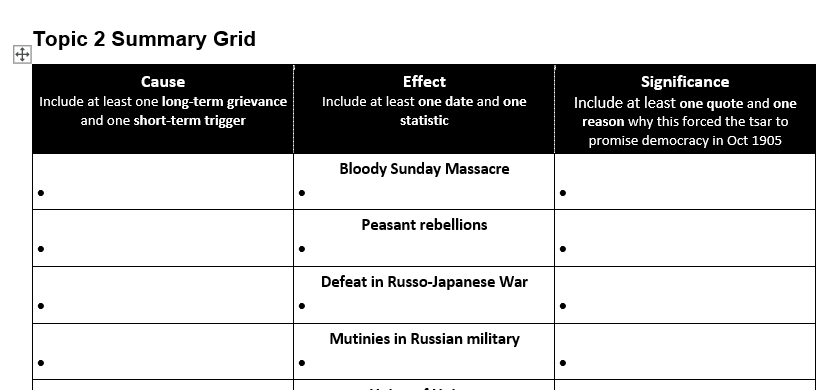 Topic 2 Summary Grid
Cause
Include at least one long-term grievance
and one short-term trigger
Effect
Include at least one date and one
statistic
Significance
Include at least one quote and one
reason why this forced the tsar to
promise democracy in Oct 1905
Bloody Sunday Massacre
Peasant rebellions
Defeat in Russo-Japanese War
Mutinies in Russian military